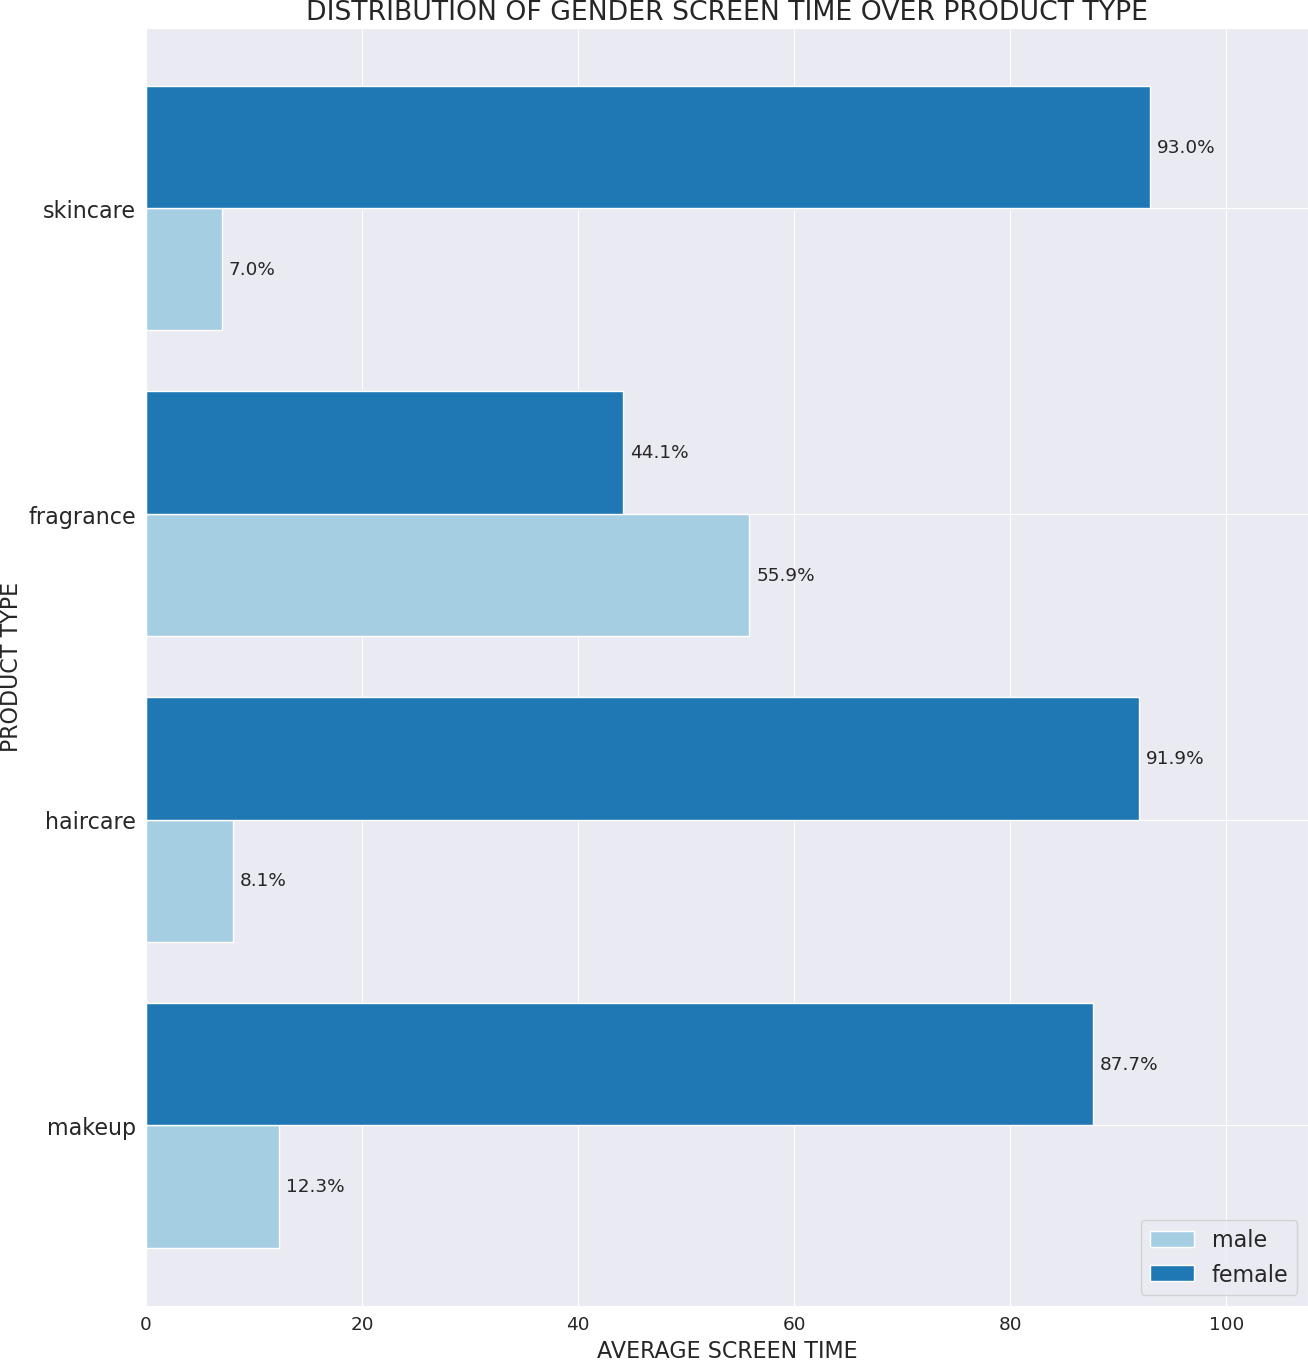 DISTRIBUTION OF GENDER SCREEN TIME OVER PRODUCT TYPE
93.0%
skincare
7.0%
44.1%
fragrance
55.9%
PRODUCT TYPE
91.9%
haircare
8.1%
87.7%
makeup
12.3%
male
female
0 20 40 60 80 100
AVERAGE SCREEN TIME